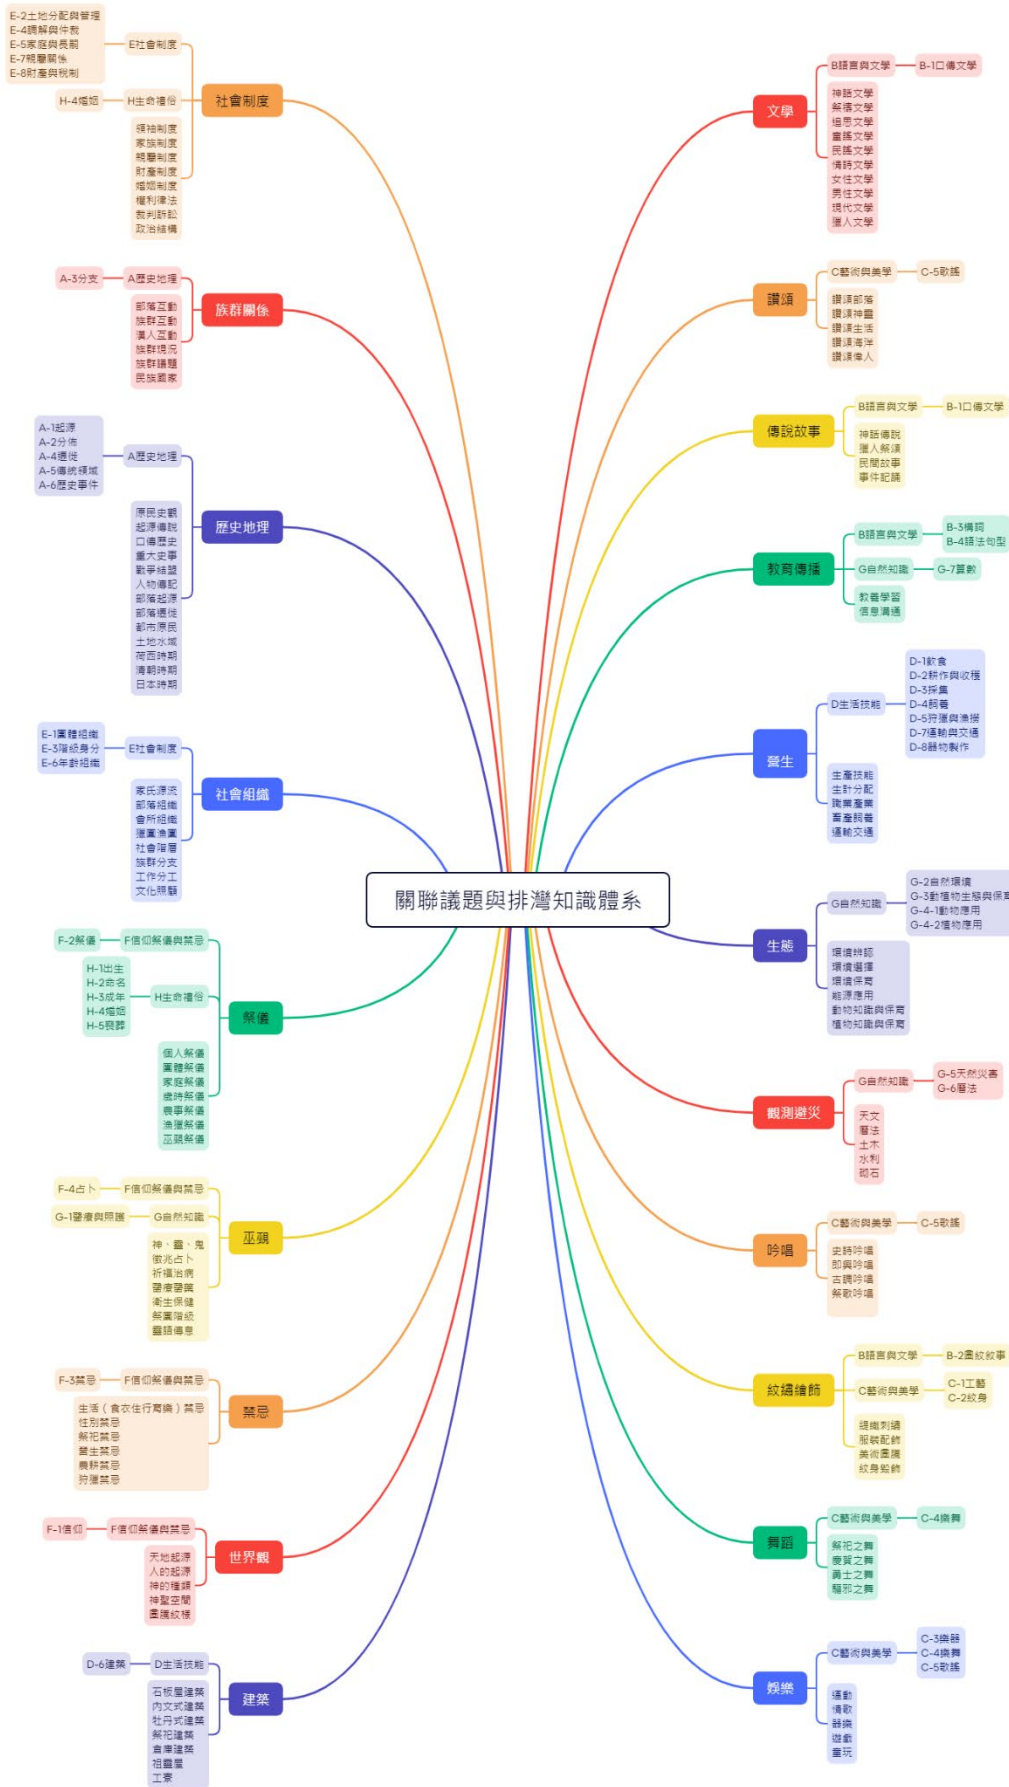 關聯議題與排灣知識體系
社會制度
E社會制度
E-2土地分配與管理
E-4調解與仲裁
E-5家庭與長嗣
E-7親屬關係
E-8財產與稅制
H生命禮俗
H-4婚姻
領袖制度
家族制度
親屬制度
財產制度
婚姻制度
權利律法
裁判訴訟
政治結構
族群關係
A歷史地理
A-3分支
部落互動
族群互動
漢人互動
族群現況
族群議題
民族國家
歷史地理
A歷史地理
A-1起源
A-2分佈
A-4遷徙
A-5傳統領域
A-6歷史事件
原民史觀
起源傳說
口傳歷史
重大史事
戰爭結盟
人物傳記
部落起源
部落遷徙
都市原民
土地水域
荷西時期
清朝時期
日本時期
社會組織
E社會制度
E-1團體組織
E-3階級身分
E-6年齡組織
家氏源流
部落組織
會所組織
獵團漁團
社會階層
族群分支
工作分工
文化照顧
祭儀
F信仰祭儀與禁忌
F-2祭儀
H生命禮俗
H-1出生
H-2命名
H-3成年
H-4婚姻
H-5喪葬
個人祭儀
團體祭儀
家庭祭儀
歲時祭儀
農事祭儀
漁獵祭儀
巫覡祭儀
巫覡
F信仰祭儀與禁忌
F-4占卜
G自然知識
G-1醫療與照護
神、靈、鬼
徵兆占卜
祈福治病
醫療醫藥
衛生保健
祭團階級
靈語傳息
禁忌
F信仰祭儀與禁忌
F-3禁忌
生活（食衣住行育樂）禁忌
性別禁忌
祭祀禁忌
營生禁忌
農耕禁忌
狩獵禁忌
世界觀
F信仰祭儀與禁忌
F-1信仰
天地起源
人的起源
神的種類
神聖空間
圖騰紋樣
建築
D生活技能
D-6建築
石板屋建築
內文式建築
牡丹式建築
祭祀建築
倉庫建築
祖靈屋
工寮
文學
B語言與文學
B-1口傳文學
神話文學
祭禱文學
追思文學
童謠文學
民謠文學
情詩文學
女性文學
男性文學
現代文學
獵人文學
讚頌
C藝術與美學
C-5歌謠
讚頌部落
讚頌神靈
讚頌生活
讚頌海洋
讚頌偉人
傳說故事
B語言與文學
B-1口傳文學
神話傳說
獵人祭頌
民間故事
事件記誦
教育傳播
B語言與文學
B-3構詞
B-4語法句型
G自然知識
G-7算數
教養學習
信息溝通
營生
D生活技能
D-1飲食
D-2耕作與收穫
D-3採集
D-4飼養
D-5狩獵與漁撈
D-7運輸與交通
D-8器物製作
生產技能
生計分配
職業產業
畜產飼養
運輸交通
生態
G自然知識
G-2自然環境
G-3動植物生態與保育
G-4-1動物應用
G-4-2植物應用
環境辨認
環境選擇
環境保育
能源應用
動物知識與保育
植物知識與保育
觀測避災
G自然知識
G-5天然災害
G-6曆法
天文
曆法
土木
水利
砌石
吟唱
C藝術與美學
C-5歌謠
史詩吟唱
即興吟唱
古調吟唱
祭歌吟唱
紋繡繪飾
B語言與文學
B-2圖紋敘事
C藝術與美學
C-1工藝
C-2紋身
緹織刺繡
服裝配飾
美術圖騰
紋身毀飾
舞蹈
C藝術與美學
C-4樂舞
祭祀之舞
慶賀之舞
勇士之舞
驅邪之舞
娛樂
C藝術與美學
C-3樂器
C-4樂舞
C-5歌謠
運動
情歌
器樂
遊戲
童玩